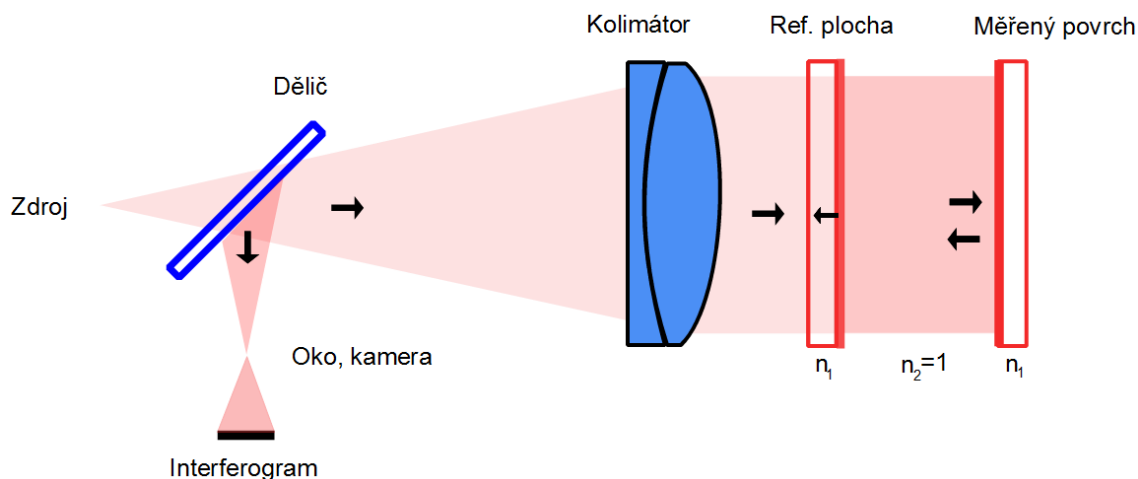 Kolimátor
Ref. plocha
Měřený povrch
Dělič
Zdroj
Oko, kamera
n₁
n₂=1
n₁
Interferogram